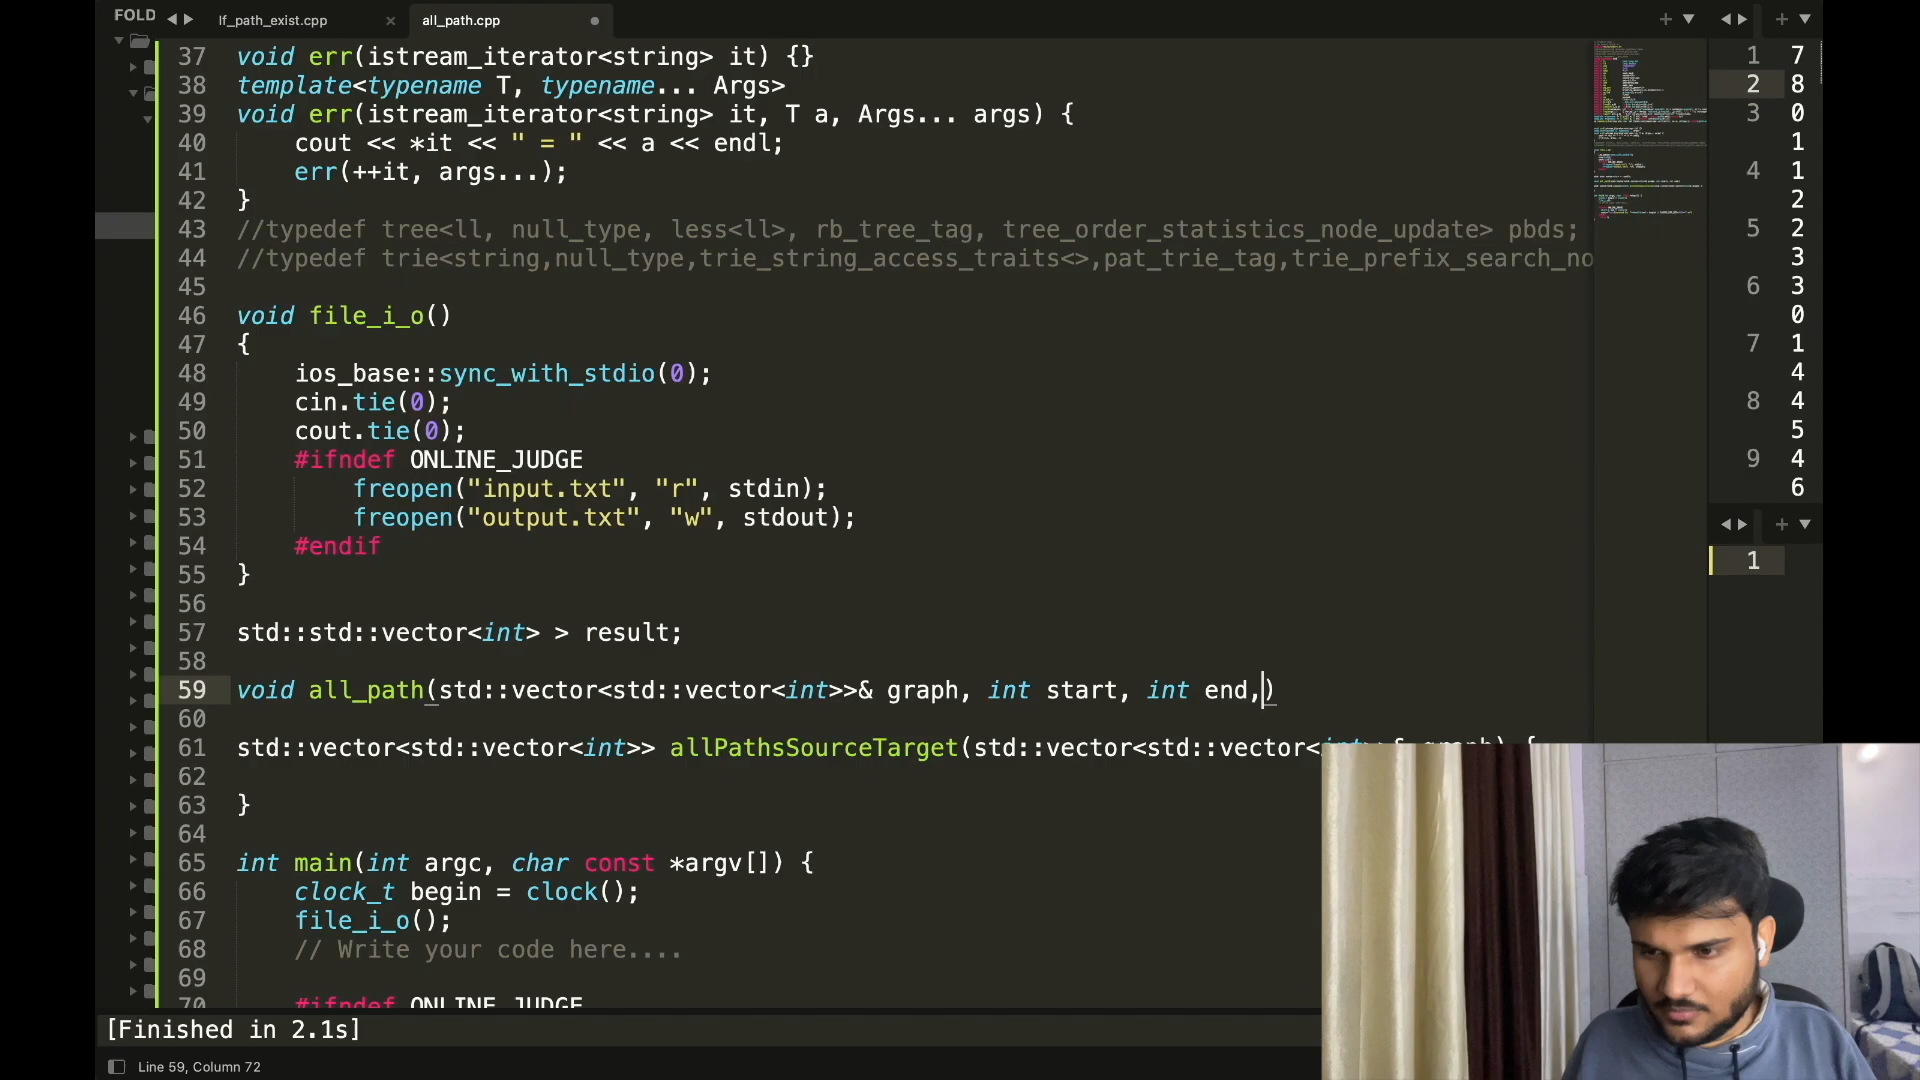 FOLD
lf_path_exist.cpp
all_path.cpp
37 void err(istream_iterator<string> it) {}
38 template<typename T, typename... Args>
39 void err(istream_iterator<string> it, T a, Args... args) {
40 cout << *it << " = " << a << endl;
41 err(++it, args...);
42 }
43 //typedef tree<ll, null_type, less<ll>, rb_tree_tag, tree_order_statistics_node_update> pbds;
44 //typedef trie<string,null_type,trie_string_access_traits<>,pat_trie_tag,trie_prefix_search_no
45
46 void file_i_o()
47 {
48 ios_base::sync_with_stdio(0);
49 cin.tie(0);
50 cout.tie(0);
51 #ifndef ONLINE_JUDGE
52 freopen("input.txt", "r", stdin);
53 freopen("output.txt", "w", stdout);
54 #endif
55 }
56
57 std::std::vector<int> > result;
58
59 void all_path(std::vector<std::vector<int>>& graph, int start, int end,)
60
61 std::vector<std::vector<int>> allPathsSourceTarget(std::vector<std::vector<int>>& graph) {
62
63 }
64
65 int main(int argc, char const *argv[]) {
66 clock_t begin = clock();
67 file_i_o();
68 // Write your code here....
69
70 #ifndef ONLINE_JUDGE
1 7
2 8
3 0
1
4 1
2
5 2
3
6 3
0
7 1
4
8 4
5
9 4
6
1
[Finished in 2.1s]
Line 59, Column 72